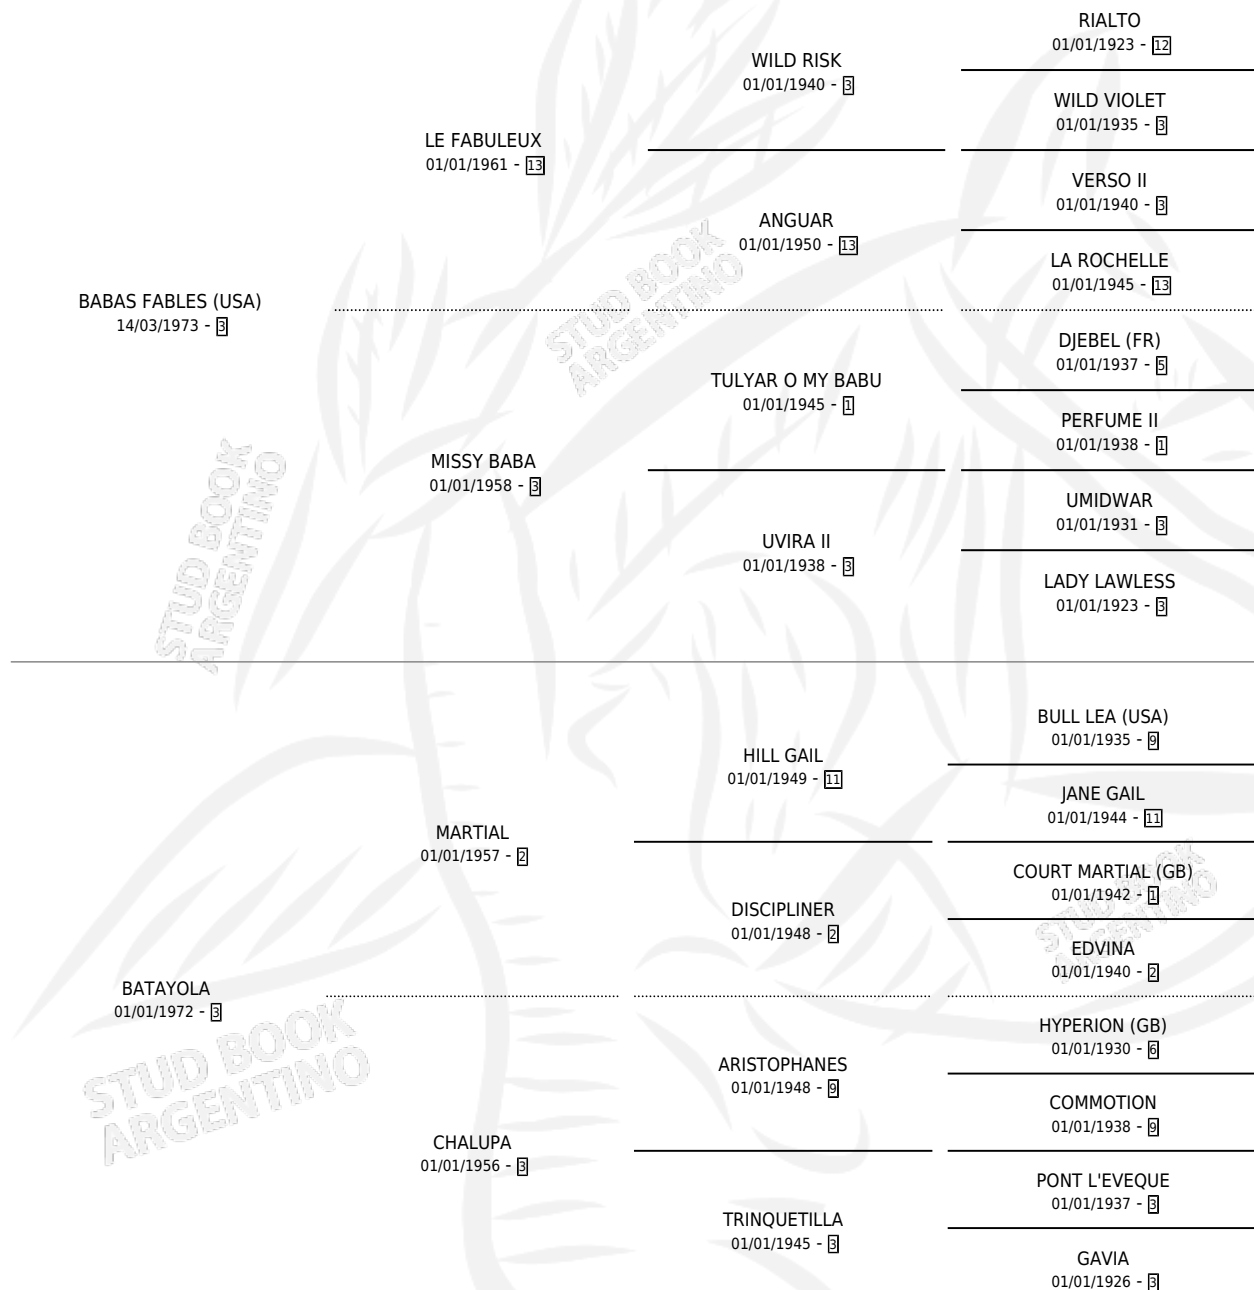 BABAS FABLES (USA)
14/03/1973 - 3
LE FABULEUX
01/01/1961 - 13
MISSY BABA
01/01/1958 - 3
WILD RISK
01/01/1940 - 3
ANGUAR
01/01/1950 - 13
TULYAR O MY BABU
01/01/1945 - 1
UVIRA II
01/01/1938 - 3
RIALTO
01/01/1923 - 12
WILD VIOLET
01/01/1935 - 3
VERSO II
01/01/1940 - 3
LA ROCHELLE
01/01/1945 - 13
DJEBEL (FR)
01/01/1937 - 5
PERFUME II
01/01/1938 - 1
UMIDWAR
01/01/1931 - 3
LADY LAWLESS
01/01/1923 - 3
BATAYOLA
01/01/1972 - 3
MARTIAL
01/01/1957 - 2
CHALUPA
01/01/1956 - 3
HILL GAIL
01/01/1949 - 11
DISCIPLINER
01/01/1948 - 2
ARISTOPHANES
01/01/1948 - 9
TRINQUETILLA
01/01/1945 - 3
BULL LEA (USA)
01/01/1935 - 9
JANE GAIL
01/01/1944 - 11
COURT MARTIAL (GB)
01/01/1942 - 1
EDVINA
01/01/1940 - 2
HYPERION (GB)
01/01/1930 - 6
COMMOTION
01/01/1938 - 9
PONT L'EVEQUE
01/01/1937 - 3
GAVIA
01/01/1926 - 3
STUD BOOK
ARGENTINO
STUD BOOK
ARGENTINO
STUD BOOK
ARGENTINO
STUD BOOK
ARGENTINO